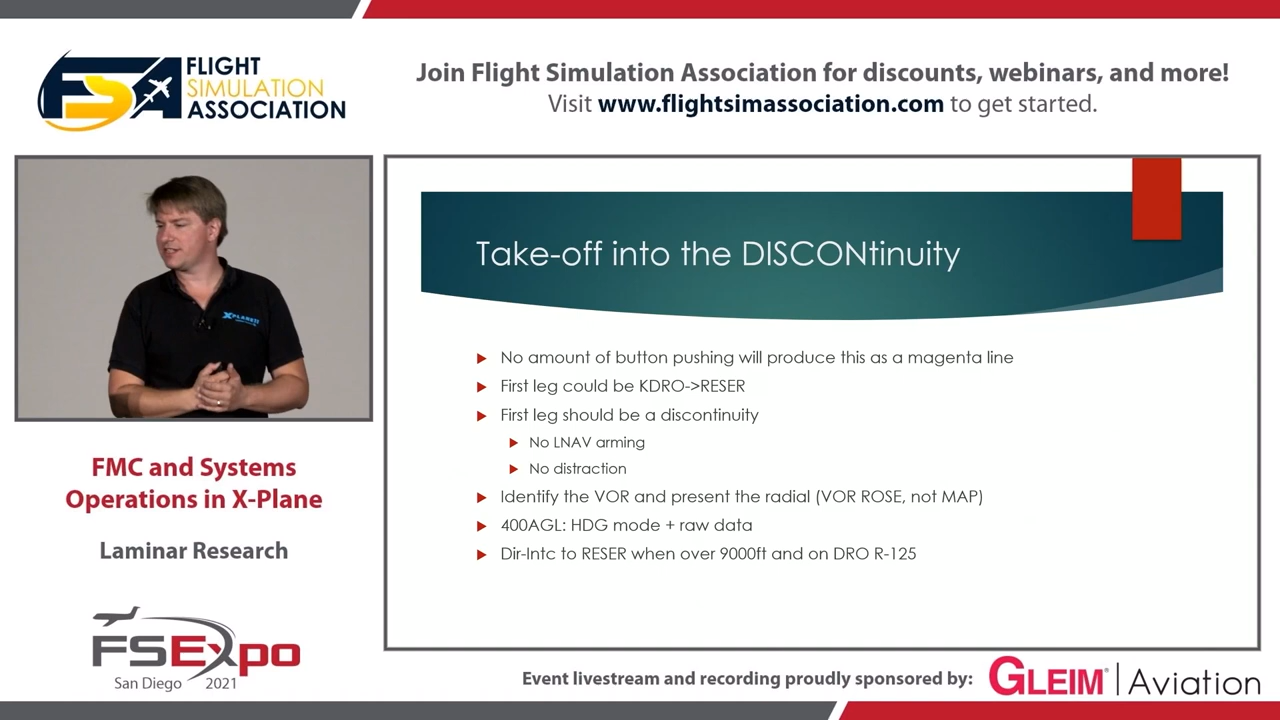 FLIGHT
SIMULATION
ASSOCIATION
Join Flight Simulation Association for discounts, webinars, and more!
Visit www.flightsimassociation.com to get started.
X-PLANE 11
Take-off into the DISCONtinuity
No amount of button pushing will produce this as a magenta line
First leg could be KDRO->RESER
First leg should be a discontinuity
No LNAV arming
No distraction
Identify the VOR and present the radial (VOR ROSE, not MAP)
400AGL: HDG mode + raw data
Dir-Intc to RESER when over 9000ft and on DRO R-125
FMC and Systems
Operations in X-Plane
Laminar Research
FSExpo
San Diego 2021
Event livestream and recording proudly sponsored by:
GLEIM® | Aviation